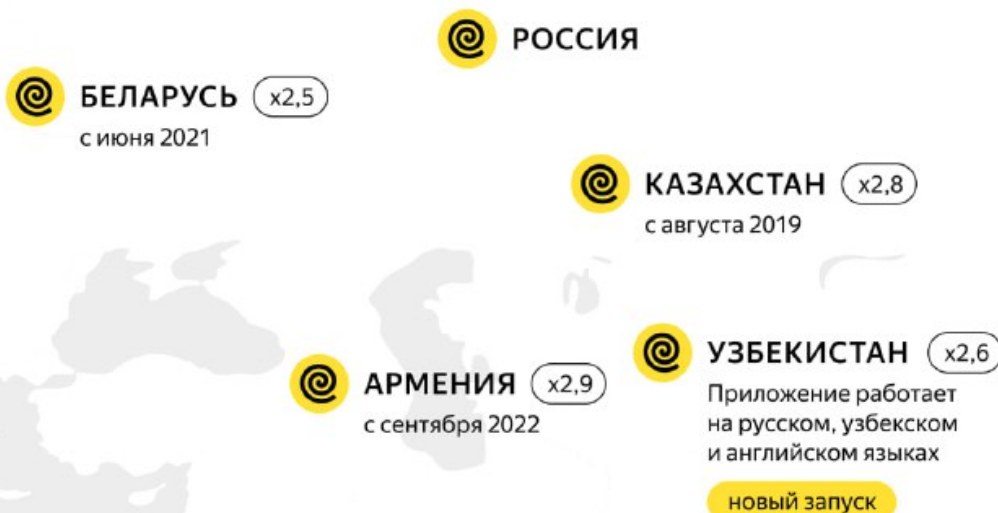 РОССИЯ
БЕЛАРУСЬ x2,5
с июня 2021
КАЗАХСТАН x2,8
с августа 2019
АРМЕНИЯ x2,9
с сентября 2022
УЗБЕКИСТАН x2,6
Приложение работает
на русском, узбекском
и английском языках
новый запуск